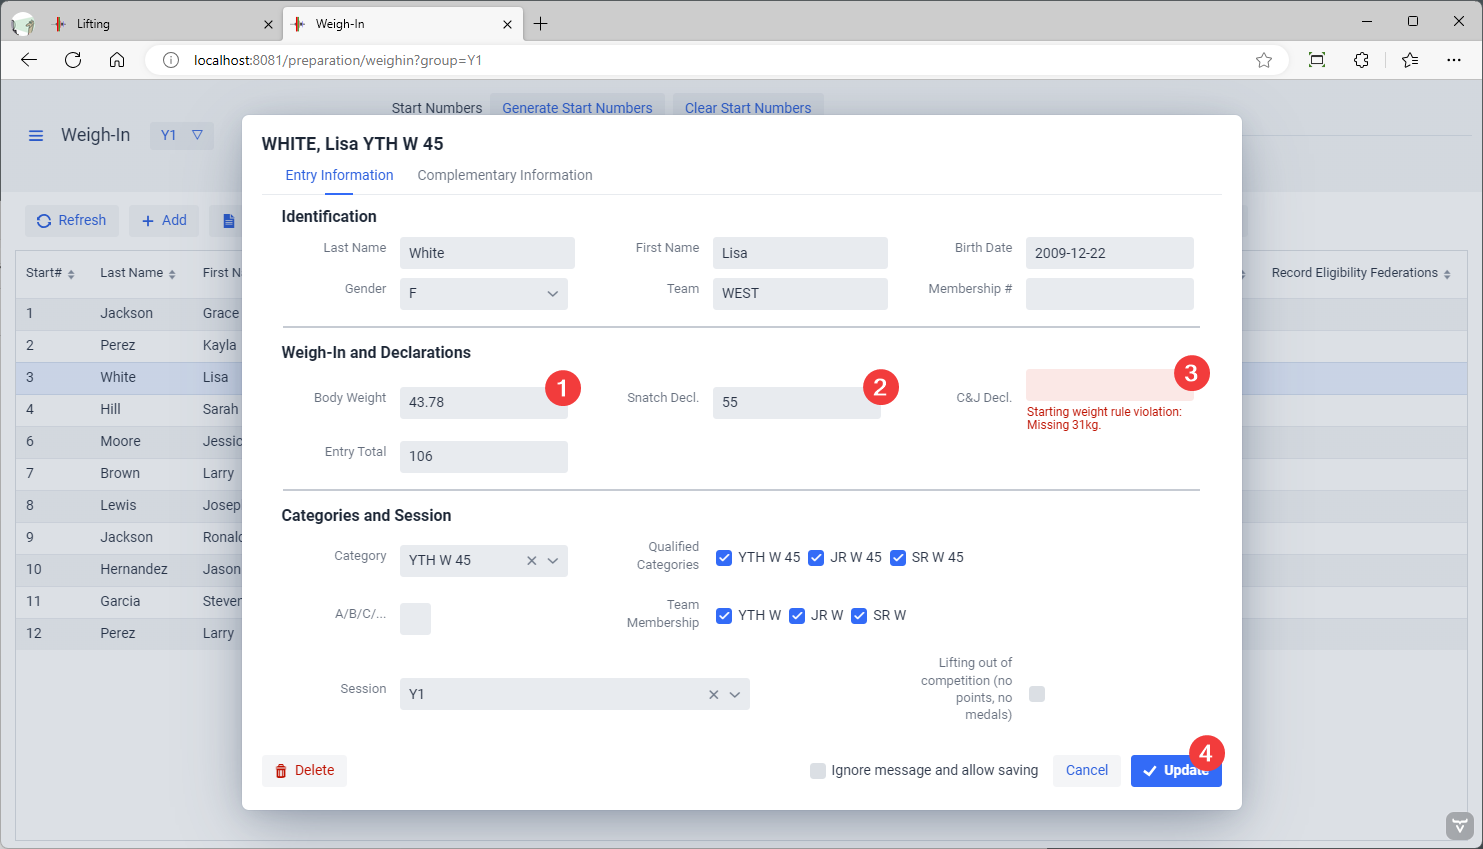 Lifting
Weigh-In
localhost:8081/preparation/weighin?group=Y1
Start Numbers Generate Start Numbers Clear Start Numbers
Weigh-In Y1
Refresh Add
Start# Last Name First N Record Eligibility Federations
1 Jackson Grace
2 Perez Kayla
3 White Lisa
4 Hill Sarah
6 Moore Jessic
7 Brown Larry
8 Lewis Josep
9 Jackson Ronald
10 Hernandez Jason
11 Garcia Steven
12 Perez Larry
WHITE, Lisa YTH W 45
Entry Information Complementary Information
Identification
Last Name White First Name Lisa Birth Date 2009-12-22
Gender F Team WEST Membership #
Weigh-In and Declarations
Body Weight 43.78 1 Snatch Decl. 55 2 C&J Decl. 3
Starting weight rule violation:
Missing 31kg.
Entry Total 106
Categories and Session
Category YTH W 45 Qualified Categories YTH W 45 JR W 45 SR W 45
A/B/C/... Team Membership YTH W JR W SR W
Session Y1
Lifting out of
competition (no
points, no
medals)
Delete Ignore message and allow saving Cancel Update 4